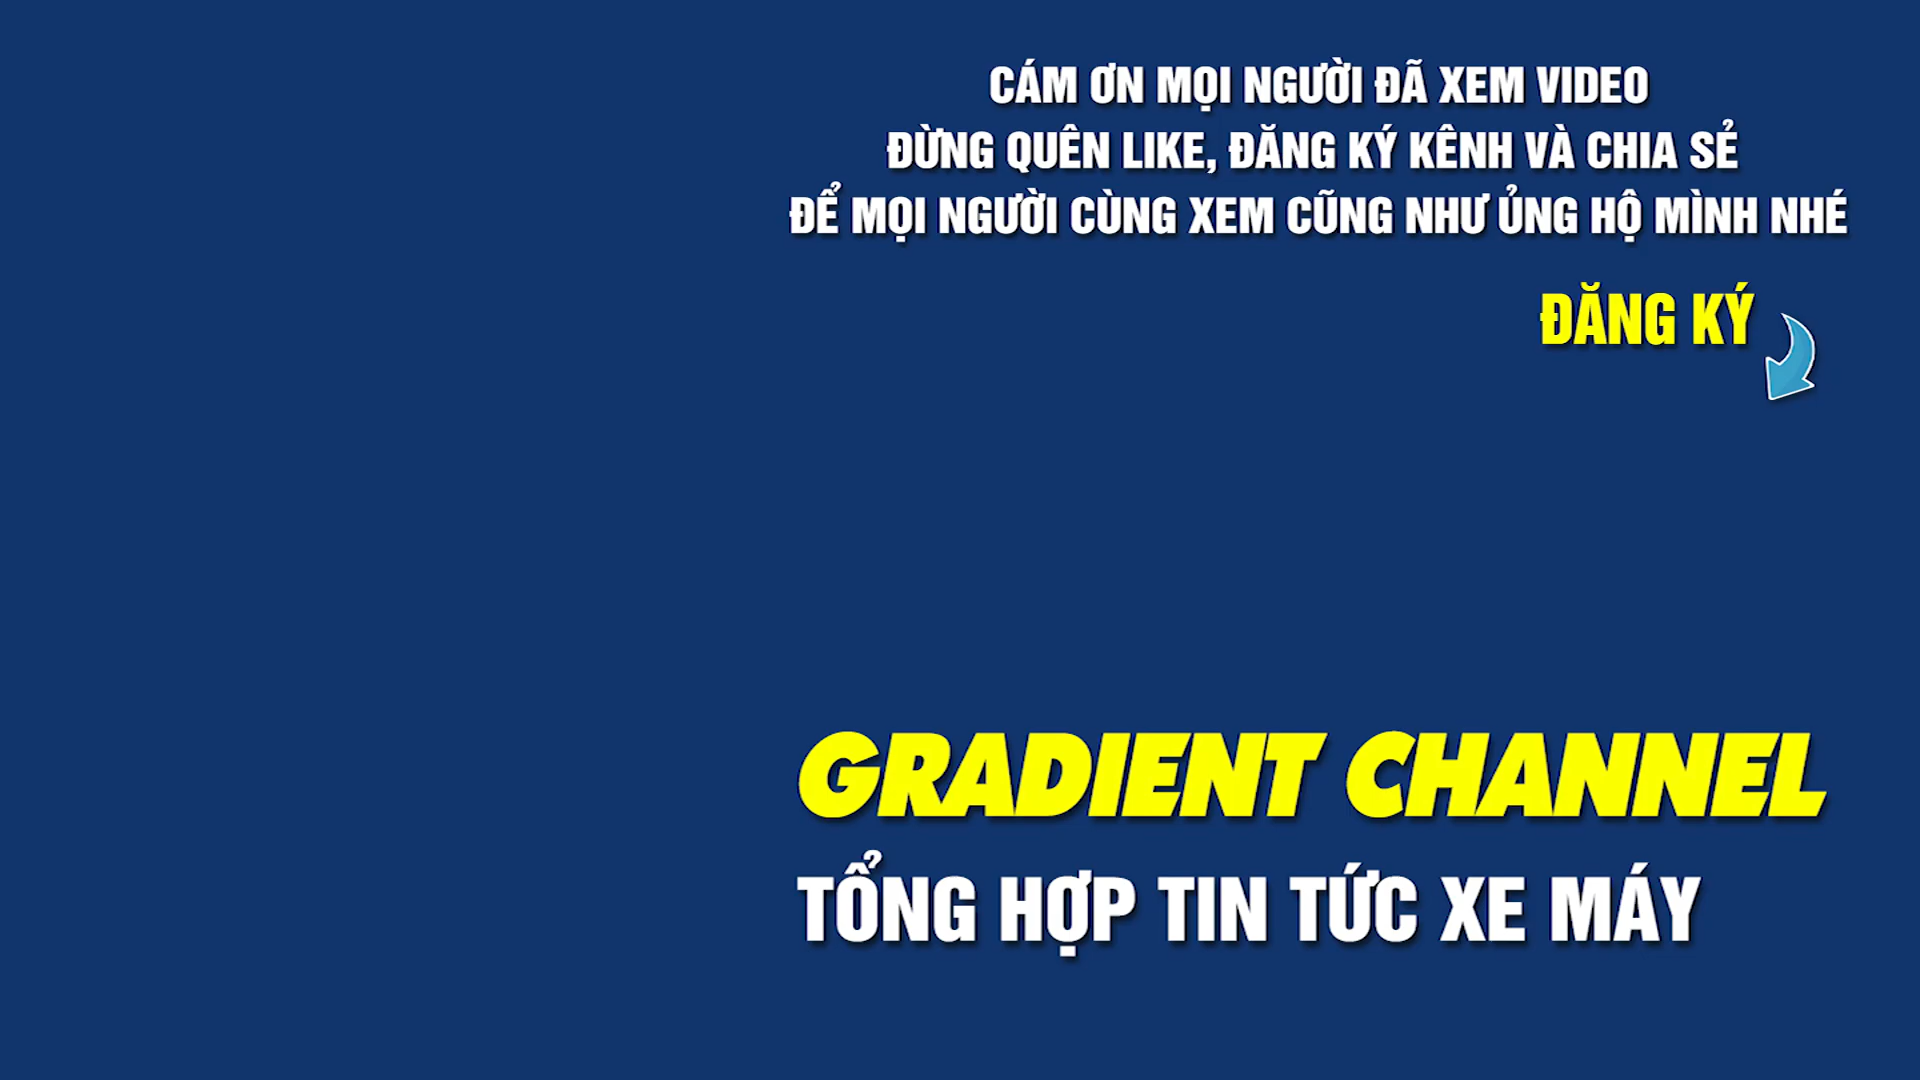 CÁM ƠN MỌI NGƯỜI ĐÃ XEM VIDEO
ĐỪNG QUÊN LIKE, ĐĂNG KÝ KÊNH VÀ CHIA SẺ
ĐỂ MỌI NGƯỜI CÙNG XEM CŨNG NHƯ ỦNG HỘ MÌNH NHÉ
ĐĂNG KÝ
GRADIENT CHANNEL
TỔNG HỢP TIN TỨC XE MÁY